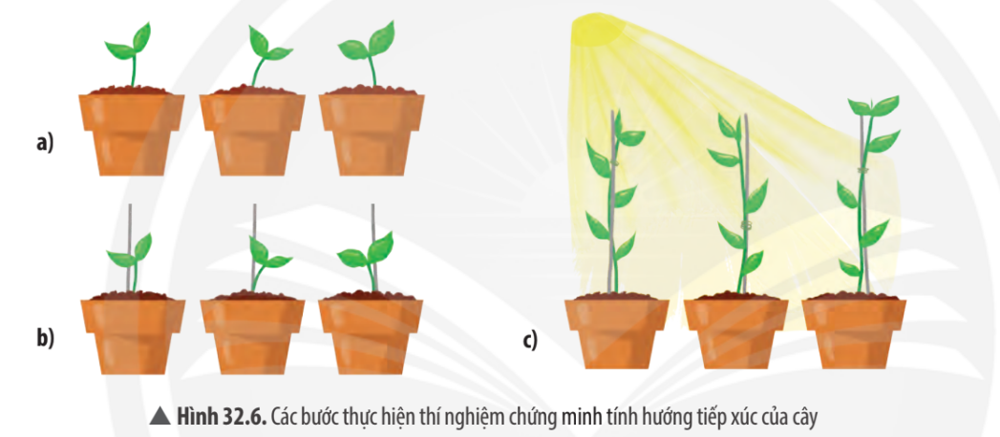 a)
b)
c)
▲ Hình 32.6. Các bước thực hiện thí nghiệm chứng minh tính hướng tiếp xúc của cây